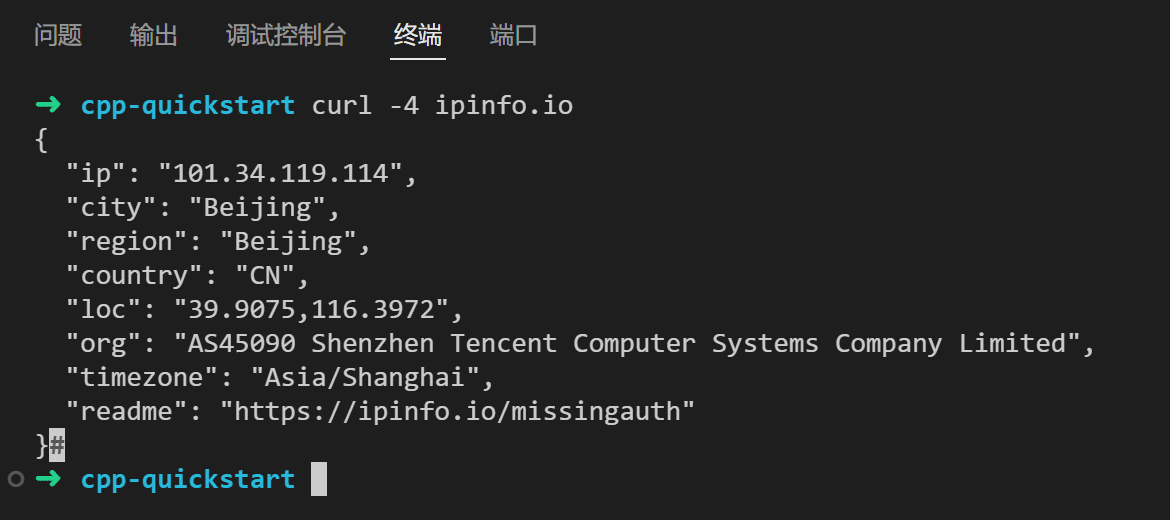 问题 输出 调试控制台 终端 端口
➜ cpp-quickstart curl -4 ipinfo.io
{
  "ip": "101.34.119.114",
  "city": "Beijing",
  "region": "Beijing",
  "country": "CN",
  "loc": "39.9075,116.3972",
  "org": "AS45090 Shenzhen Tencent Computer Systems Company Limited",
  "timezone": "Asia/Shanghai",
  "readme": "https://ipinfo.io/missingauth"
}#
➜ cpp-quickstart